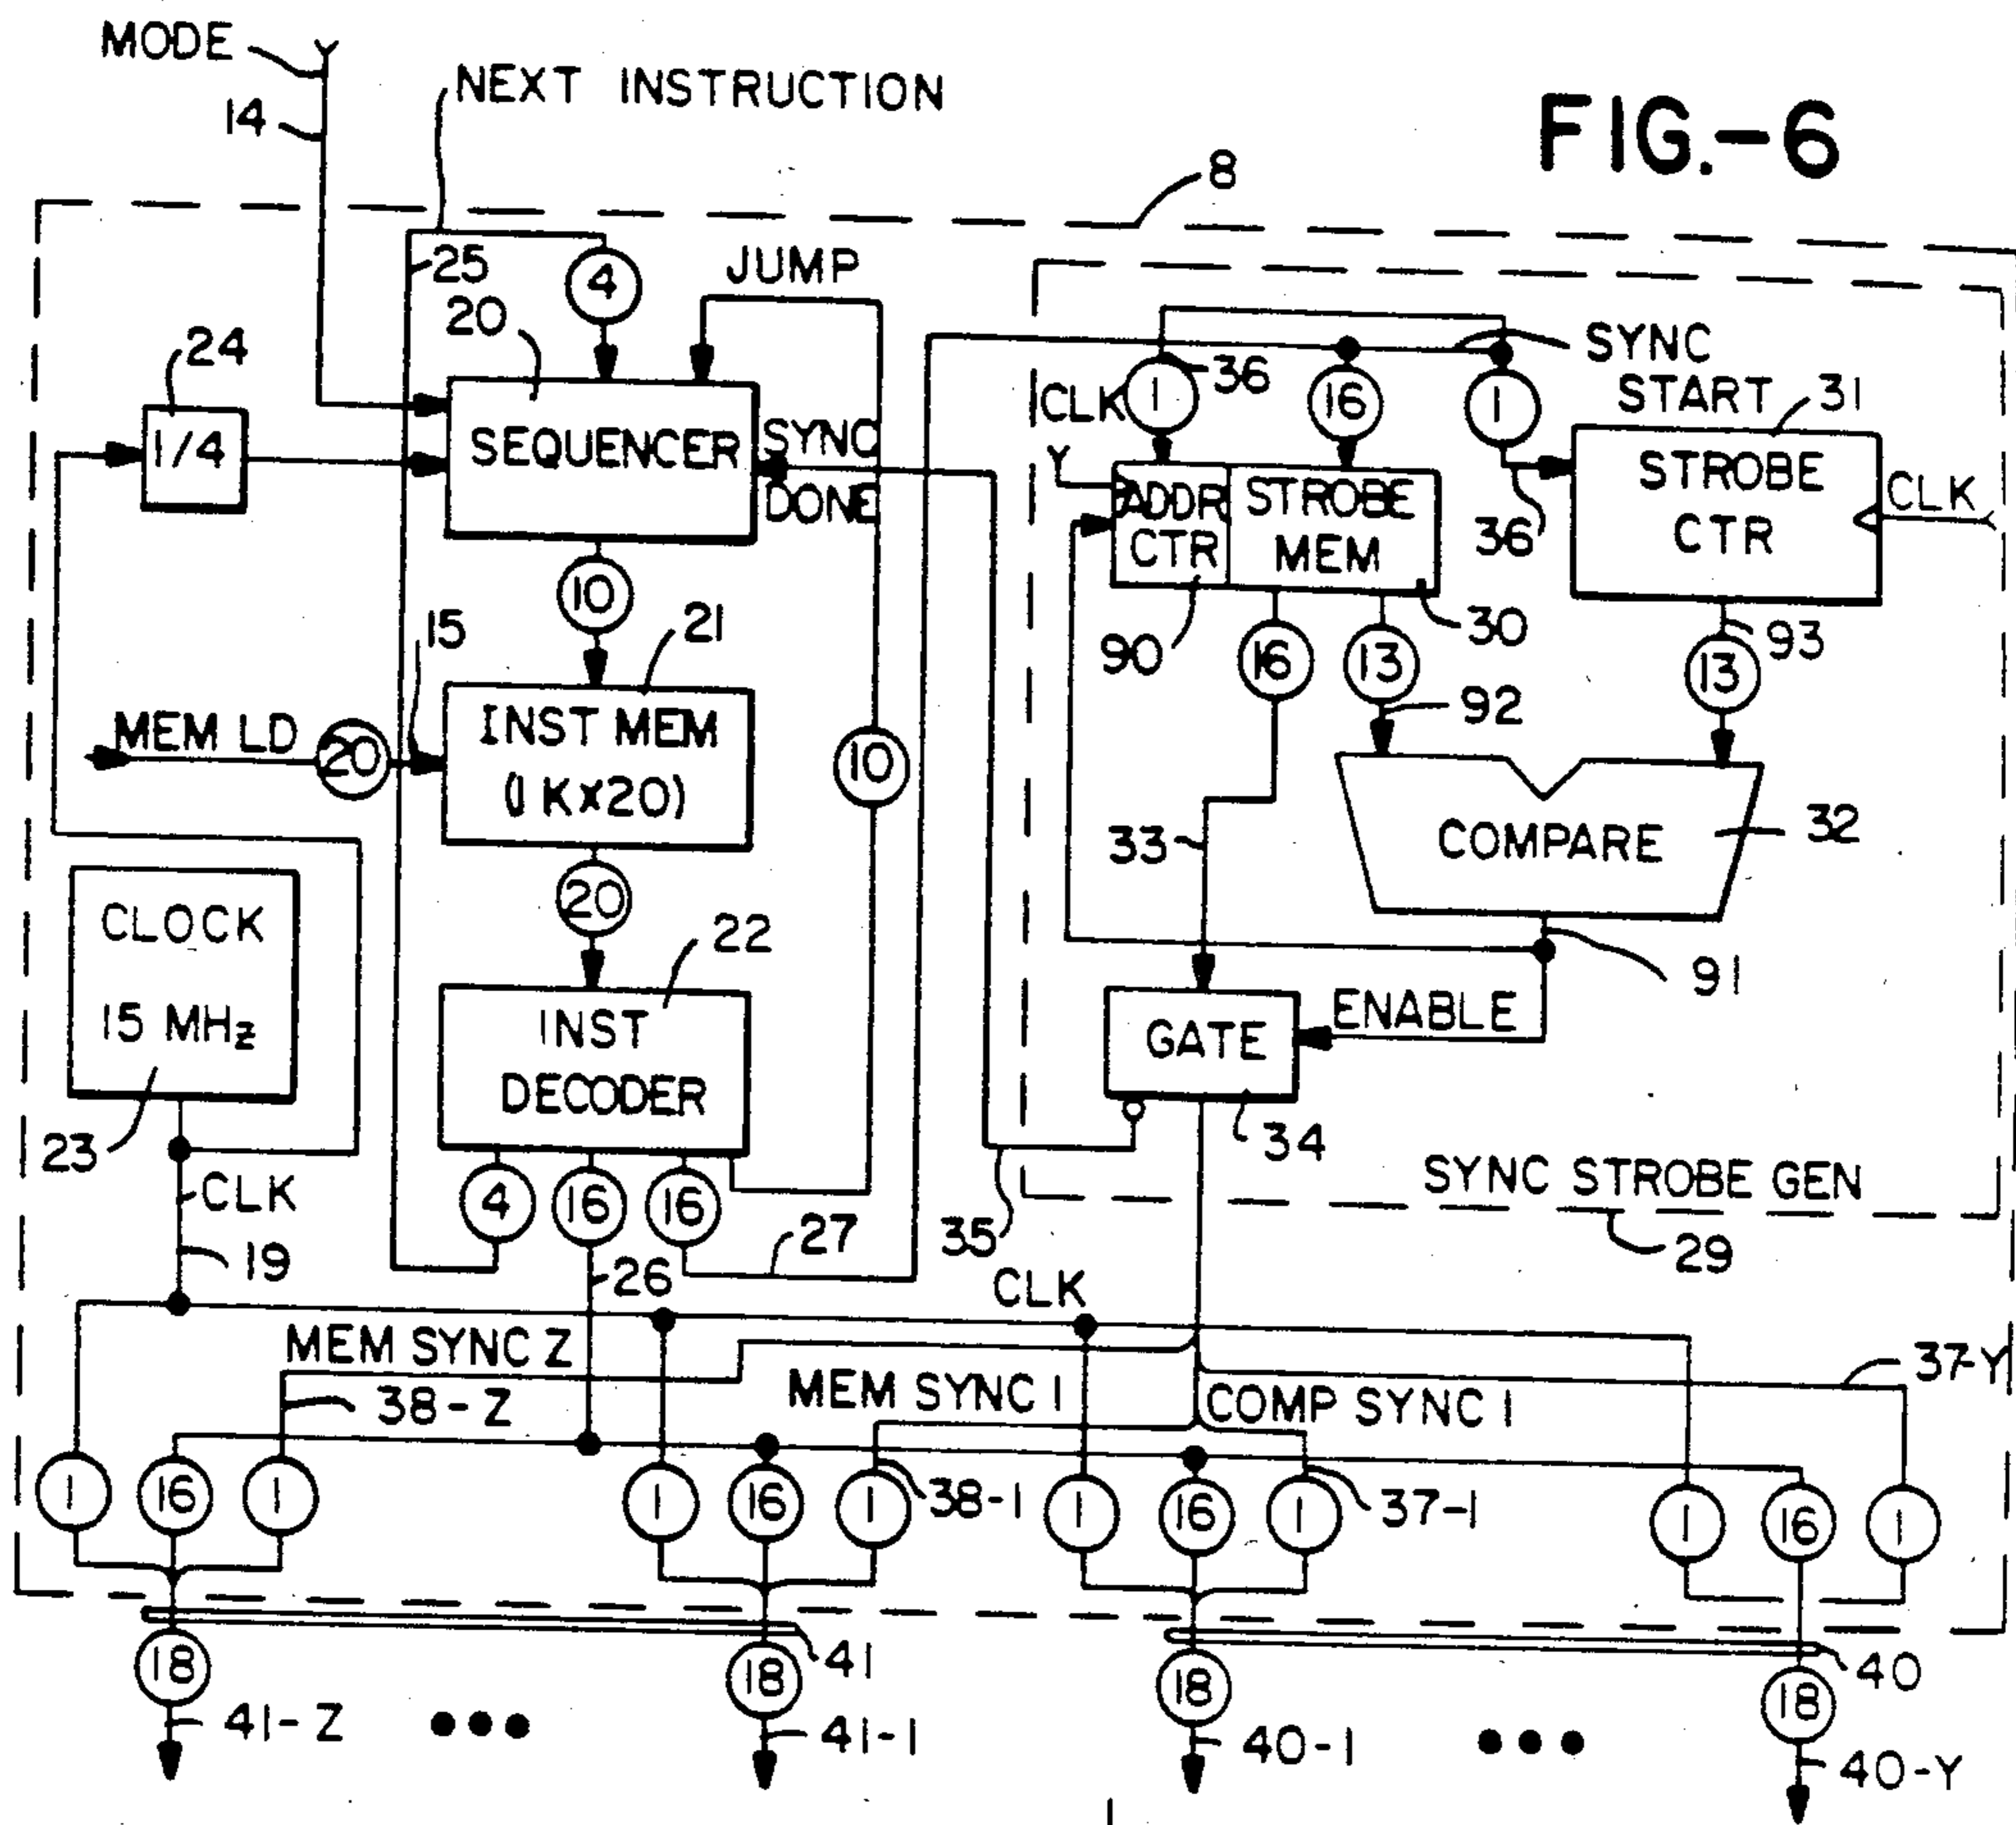 MODE
14
NEXT INSTRUCTION
FIG.-6
8
25
4
JUMP
20
24
1/4
SEQUENCER
SYNC
DONE
SYNC
START
31
CLK
1
36
16
1
ADDR
CTR
STROBE
MEM
36
STROBE
CTR
CLK
10
15
21
90
16
13
30
93
13
92
MEM LD
20
INST MEM
(1K×20)
10
33
COMPARE
32
CLOCK
15 MHz
20
22
91
INST
DECODER
GATE
ENABLE
23
34
CLK
4
16
16
27
35
SYNC STROBE GEN
29
19
26
CLK
MEM SYNC Z
38-Z
MEM SYNC 1
COMP SYNC 1
37-Y
1
16
1
1
16
1
38-1
1
16
1
37-1
1
16
1
18
41
18
18
40
18
41-Z
41-1
40-1
40-Y